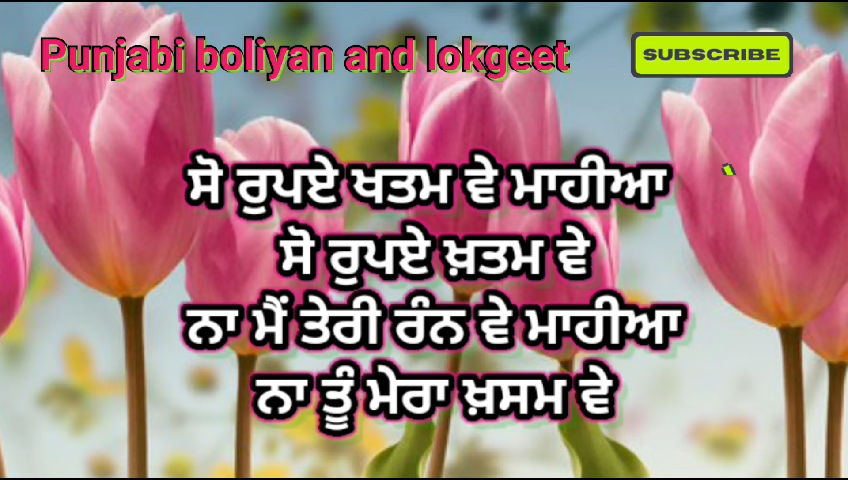 Punjabi boliyan and lokgeet
SUBSCRIBE
ਸੋ ਰੁਪਏ ਖਤਮ ਵੇ ਮਾਹੀਆ
ਸੋ ਰੁਪਏ ਖ਼ਤਮ ਵੇ
ਨਾ ਮੈਂ ਤੇਰੀ ਰੰਨ ਵੇ ਮਾਹੀਆ
ਨਾ ਤੂੰ ਮੇਰਾ ਖ਼ਸਮ ਵੇ